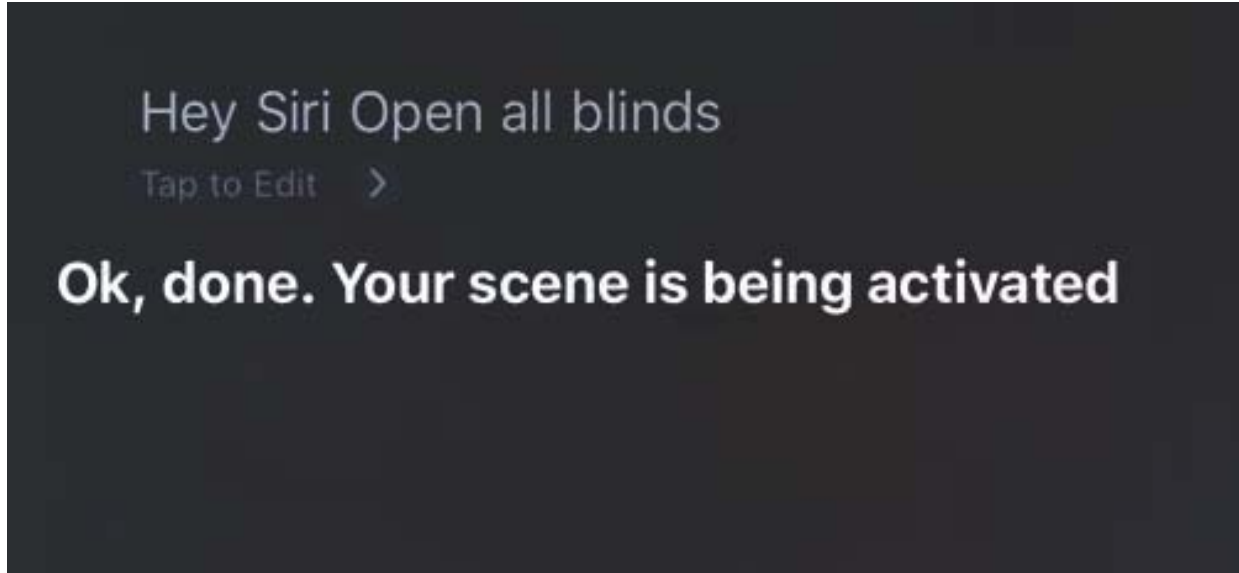 Hey Siri Open all blinds
Tap to Edit >
Ok, done. Your scene is being activated